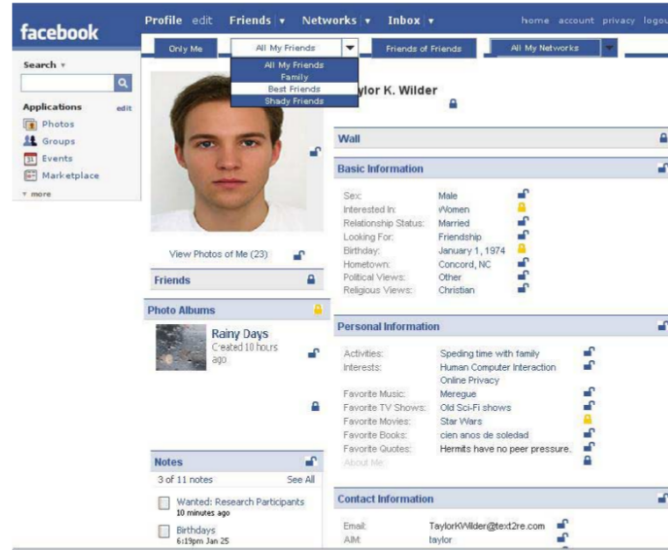 facebook
Profile edit Friends Networks Inbox home account privacy logou
Only Me All My Friends Friends of Friends All My Networks
All My Friends
Family
Best Friends
Shady Friends
Search
Applications edit
Photos
Groups
31 Events
Marketplace
more
ylor K. Wilder
View Photos of Me (23)
Friends
Photo Albums
Rainy Days
Created 10 hours
ago
Notes
3 of 11 notes See All
Wanted: Research Participants
10 minutes ago
Birthdays
6:19pm Jan 25
Wall
Basic Information
Sex: Male
Interested In: Women
Relationship Status: Married
Looking For: Friendship
Birthday: January 1, 1974
Hometown: Concord, NC
Political Views: Other
Religious Views: Christian
Personal Information
Activities: Speding time with family
Interests: Human Computer Interaction
Online Privacy
Favorite Music: Meregue
Favorite TV Shows: Old Sci-Fi shows
Favorite Movies: Star Wars
Favorite Books: cien anos de soledad
Favorite Quotes: Hermits have no peer pressure.
About Me
Contact Information
Email: TaylorKWilder@text2re.com
AIM: taylor